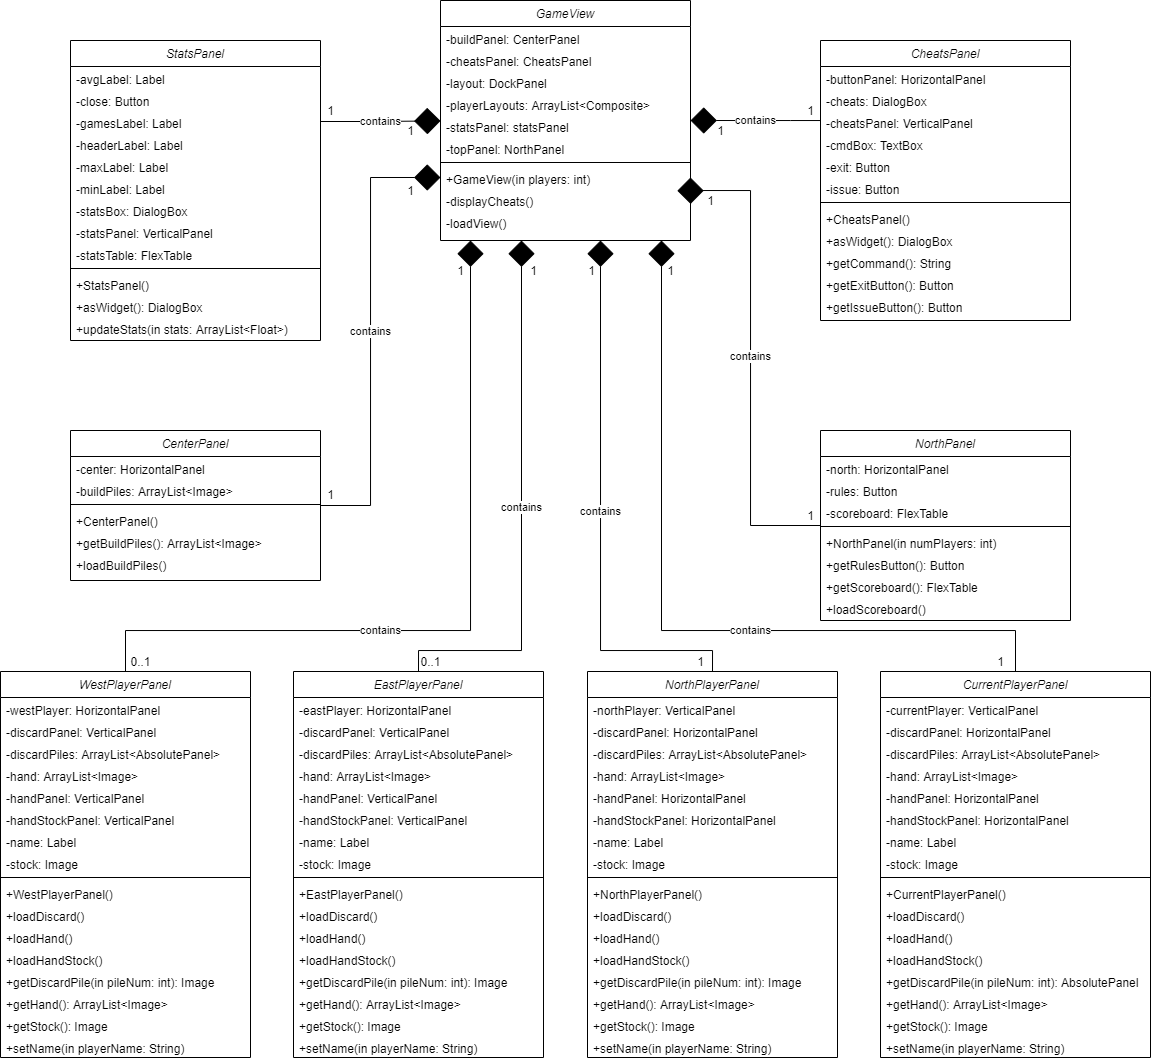 GameView
-buildPanel: CenterPanel
-cheatsPanel: CheatsPanel
-layout: DockPanel
-playerLayouts: ArrayList<Composite>
-statsPanel: statsPanel
-topPanel: NorthPanel
+GameView(in players: int)
-displayCheats()
-loadView()
StatsPanel
-avgLabel: Label
-close: Button
-gamesLabel: Label
-headerLabel: Label
-maxLabel: Label
-minLabel: Label
-statsBox: DialogBox
-statsPanel: VerticalPanel
-statsTable: FlexTable
+StatsPanel()
+asWidget(): DialogBox
+updateStats(in stats: ArrayList<Float>)
1
contains
1
CheatsPanel
-buttonPanel: HorizontalPanel
-cheats: DialogBox
-cheatsPanel: VerticalPanel
-cmdBox: TextBox
-exit: Button
-issue: Button
+CheatsPanel()
+asWidget(): DialogBox
+getCommand(): String
+getExitButton(): Button
+getIssueButton(): Button
1
contains
1
1
contains
1
1
contains
1
CenterPanel
-center: HorizontalPanel
-buildPiles: ArrayList<Image>
+CenterPanel()
+getBuildPiles(): ArrayList<Image>
+loadBuildPiles()
NorthPanel
-north: HorizontalPanel
-rules: Button
-scoreboard: FlexTable
+NorthPanel(in numPlayers: int)
+getRulesButton(): Button
+getScoreboard(): FlexTable
+loadScoreboard()
1
contains
0..1
1
contains
0..1
1
contains
1
1
contains
1
WestPlayerPanel
-westPlayer: HorizontalPanel
-discardPanel: VerticalPanel
-discardPiles: ArrayList<AbsolutePanel>
-hand: ArrayList<Image>
-handPanel: VerticalPanel
-handStockPanel: VerticalPanel
-name: Label
-stock: Image
+WestPlayerPanel()
+loadDiscard()
+loadHand()
+loadHandStock()
+getDiscardPile(in pileNum: int): Image
+getHand(): ArrayList<Image>
+getStock(): Image
+setName(in playerName: String)
EastPlayerPanel
-eastPlayer: HorizontalPanel
-discardPanel: VerticalPanel
-discardPiles: ArrayList<AbsolutePanel>
-hand: ArrayList<Image>
-handPanel: VerticalPanel
-handStockPanel: VerticalPanel
-name: Label
-stock: Image
+EastPlayerPanel()
+loadDiscard()
+loadHand()
+loadHandStock()
+getDiscardPile(in pileNum: int): Image
+getHand(): ArrayList<Image>
+getStock(): Image
+setName(in playerName: String)
NorthPlayerPanel
-northPlayer: VerticalPanel
-discardPanel: HorizontalPanel
-discardPiles: ArrayList<AbsolutePanel>
-hand: ArrayList<Image>
-handPanel: HorizontalPanel
-handStockPanel: HorizontalPanel
-name: Label
-stock: Image
+NorthPlayerPanel()
+loadDiscard()
+loadHand()
+loadHandStock()
+getDiscardPile(in pileNum: int): Image
+getHand(): ArrayList<Image>
+getStock(): Image
+setName(in playerName: String)
CurrentPlayerPanel
-currentPlayer: VerticalPanel
-discardPanel: HorizontalPanel
-discardPiles: ArrayList<AbsolutePanel>
-hand: ArrayList<Image>
-handPanel: HorizontalPanel
-handStockPanel: HorizontalPanel
-name: Label
-stock: Image
+CurrentPlayerPanel()
+loadDiscard()
+loadHand()
+loadHandStock()
+getDiscardPile(in pileNum: int): AbsolutePanel
+getHand(): ArrayList<Image>
+getStock(): Image
+setName(in playerName: String)